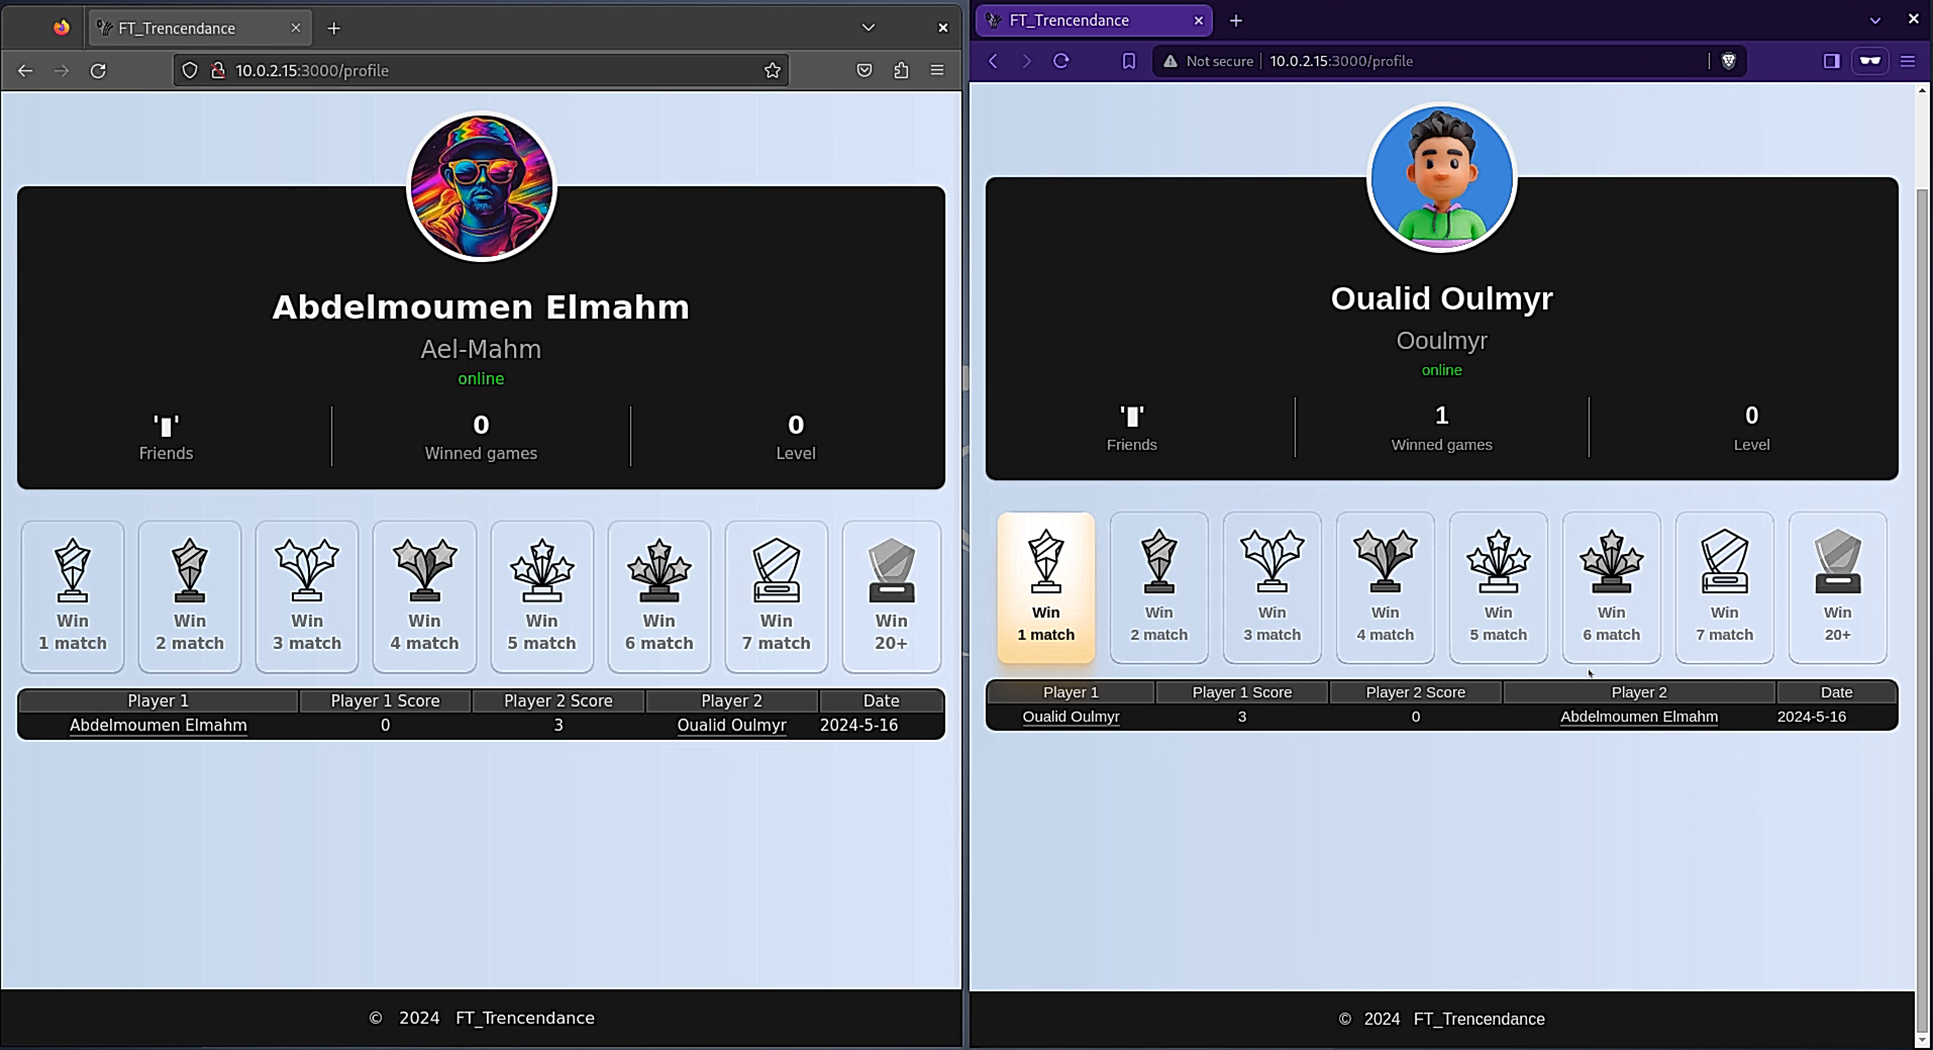 FT_Trencendance
10.0.2.15:3000/profile
Abdelmoumen Elmahm
Ael-Mahm
online
0 0
Friends Winned games Level
Win Win Win Win Win Win Win Win
1 match 2 match 3 match 4 match 5 match 6 match 7 match 20+
Player 1 Player 1 Score Player 2 Score Player 2 Date
Abdelmoumen Elmahm 0 3 Oualid Oulmyr 2024-5-16
© 2024 FT_Trencendance
FT_Trencendance
Not secure 10.0.2.15:3000/profile
Oualid Oulmyr
Ooulmyr
online
1 0
Friends Winned games Level
Win Win Win Win Win Win Win Win
1 match 2 match 3 match 4 match 5 match 6 match 7 match 20+
Player 1 Player 1 Score Player 2 Score Player 2 Date
Oualid Oulmyr 3 0 Abdelmoumen Elmahm 2024-5-16
© 2024 FT_Trencendance